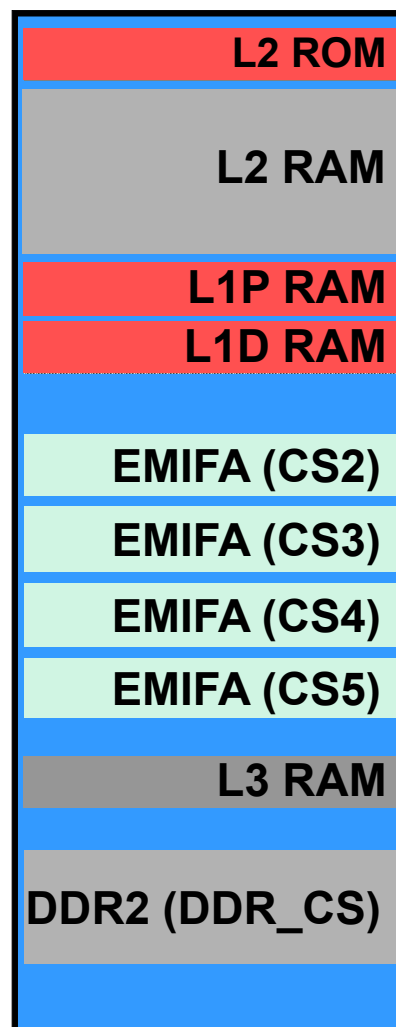 L2 ROM
L2 RAM
L1P RAM
L1D RAM
EMIFA (CS2)
EMIFA (CS3)
EMIFA (CS4)
EMIFA (CS5)
L3 RAM
DDR2 (DDR_CS)